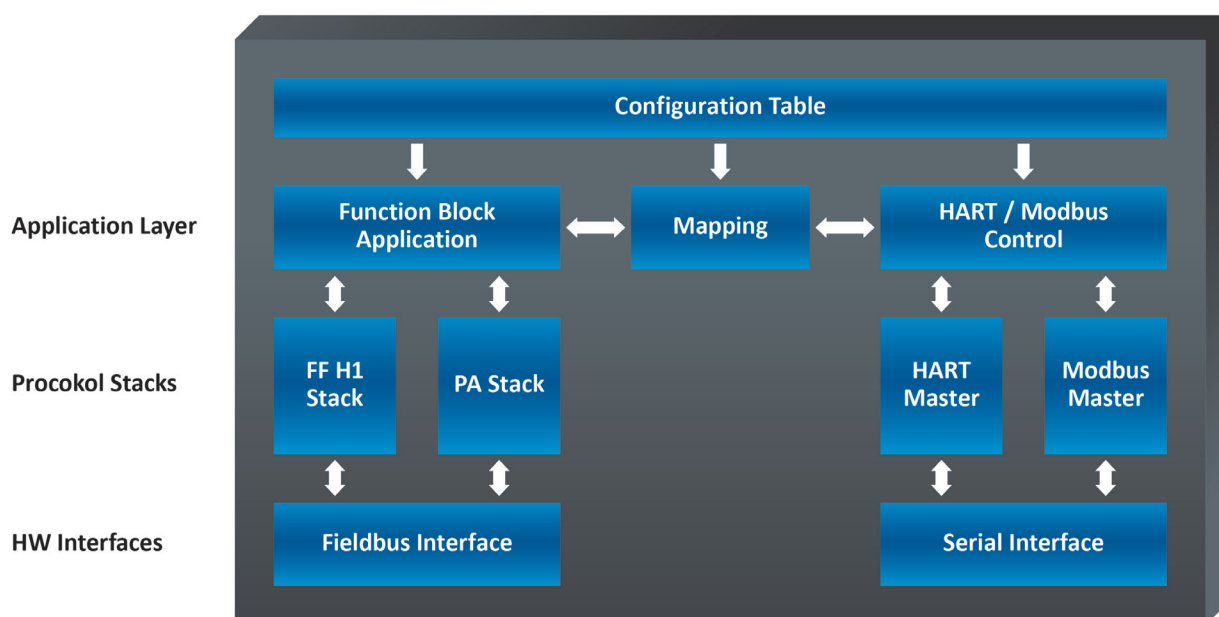 Configuration Table
Application Layer
Function Block
Application
Mapping
HART / Modbus
Control
Procokol Stacks
FF H1
Stack
PA Stack
HART
Master
Modbus
Master
HW Interfaces
Fieldbus Interface
Serial Interface